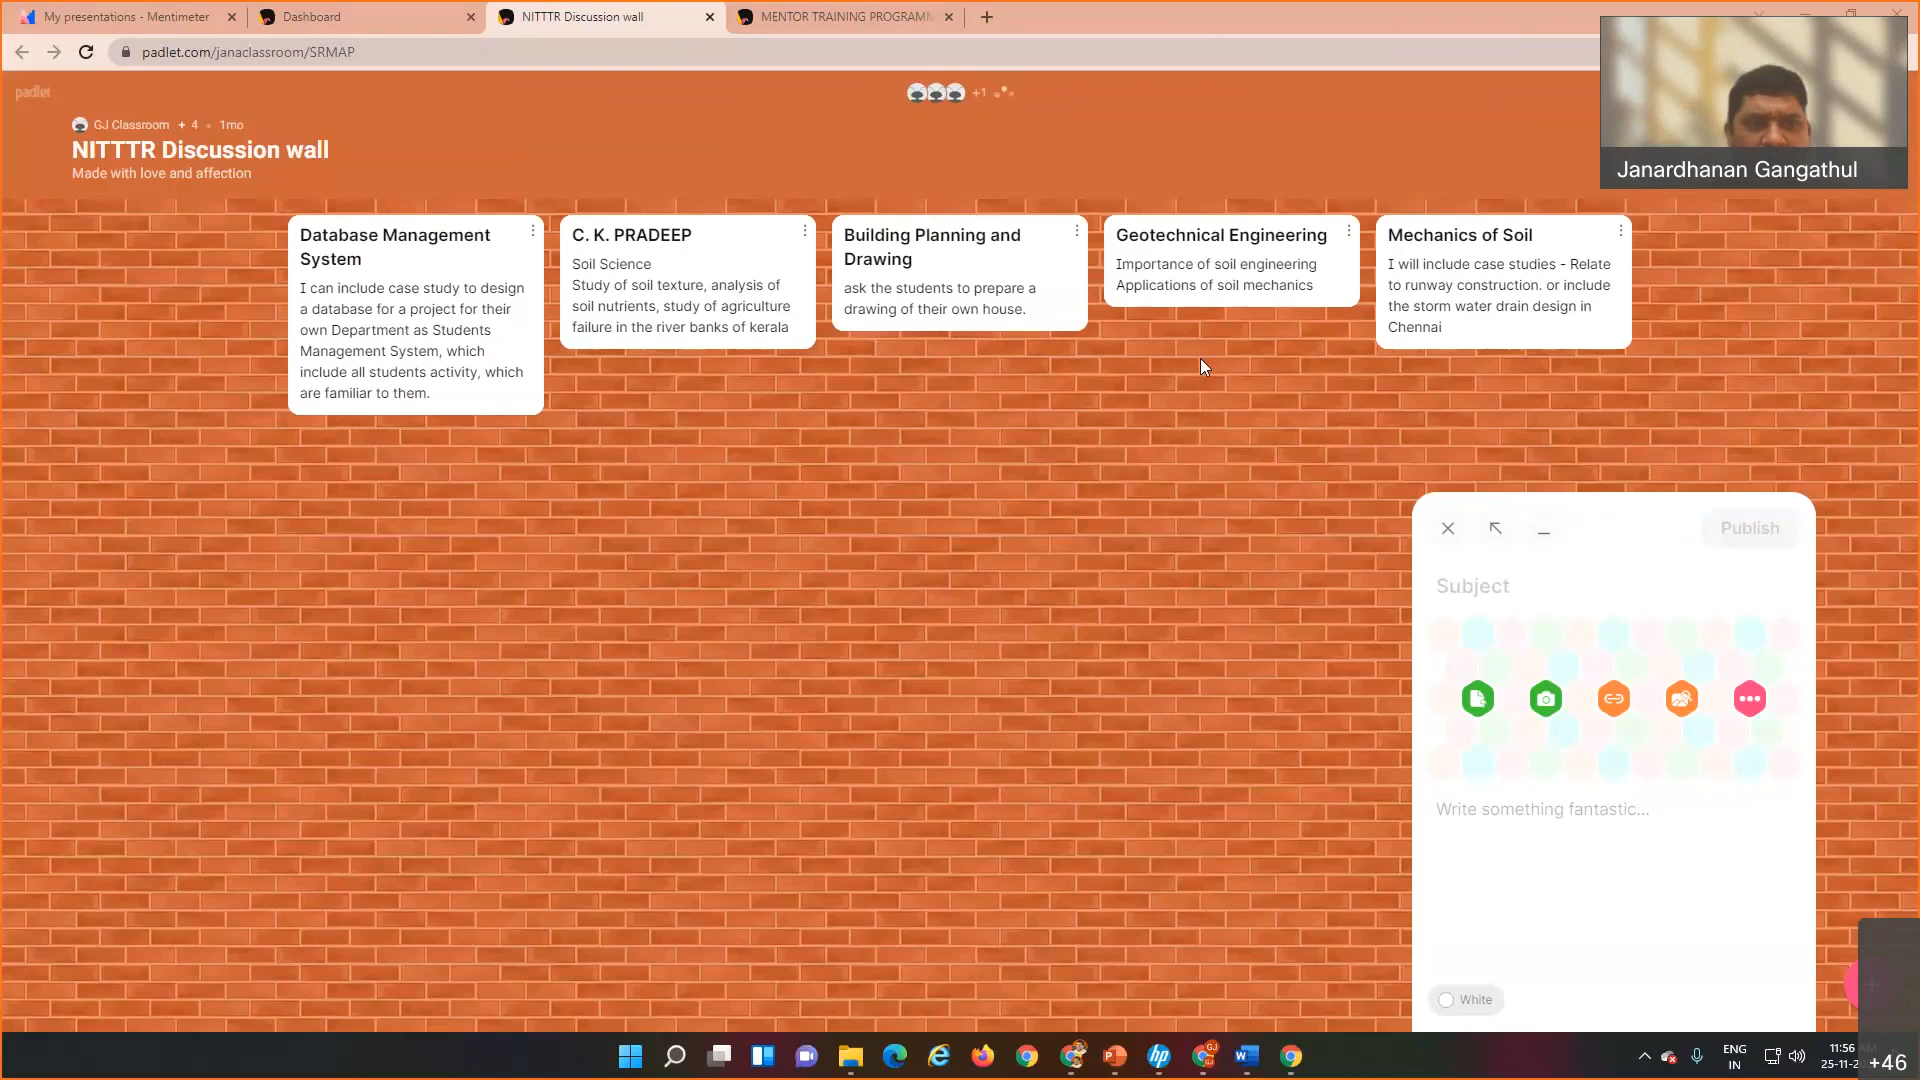 My presentations - Mentimeter
Dashboard
NITTTR Discussion wall
MENTOR TRAINING PROGRAMM
padlet.com/janaclassroom/SRMAP
padlet
+1
GJ Classroom + 4 • 1mo
NITTTR Discussion wall
Made with love and affection
Janardhanan Gangathul
Database Management
System
I can include case study to design
a database for a project for their
own Department as Students
Management System, which
include all students activity, which
are familiar to them.
C. K. PRADEEP
Soil Science
Study of soil texture, analysis of
soil nutrients, study of agriculture
failure in the river banks of kerala
Building Planning and
Drawing
ask the students to prepare a
drawing of their own house.
Geotechnical Engineering
Importance of soil engineering
Applications of soil mechanics
Mechanics of Soil
I will include case studies - Relate
to runway construction. or include
the storm water drain design in
Chennai
Publish
Subject
Write something fantastic...
White
ENG
IN
11:56
25-11-
+46